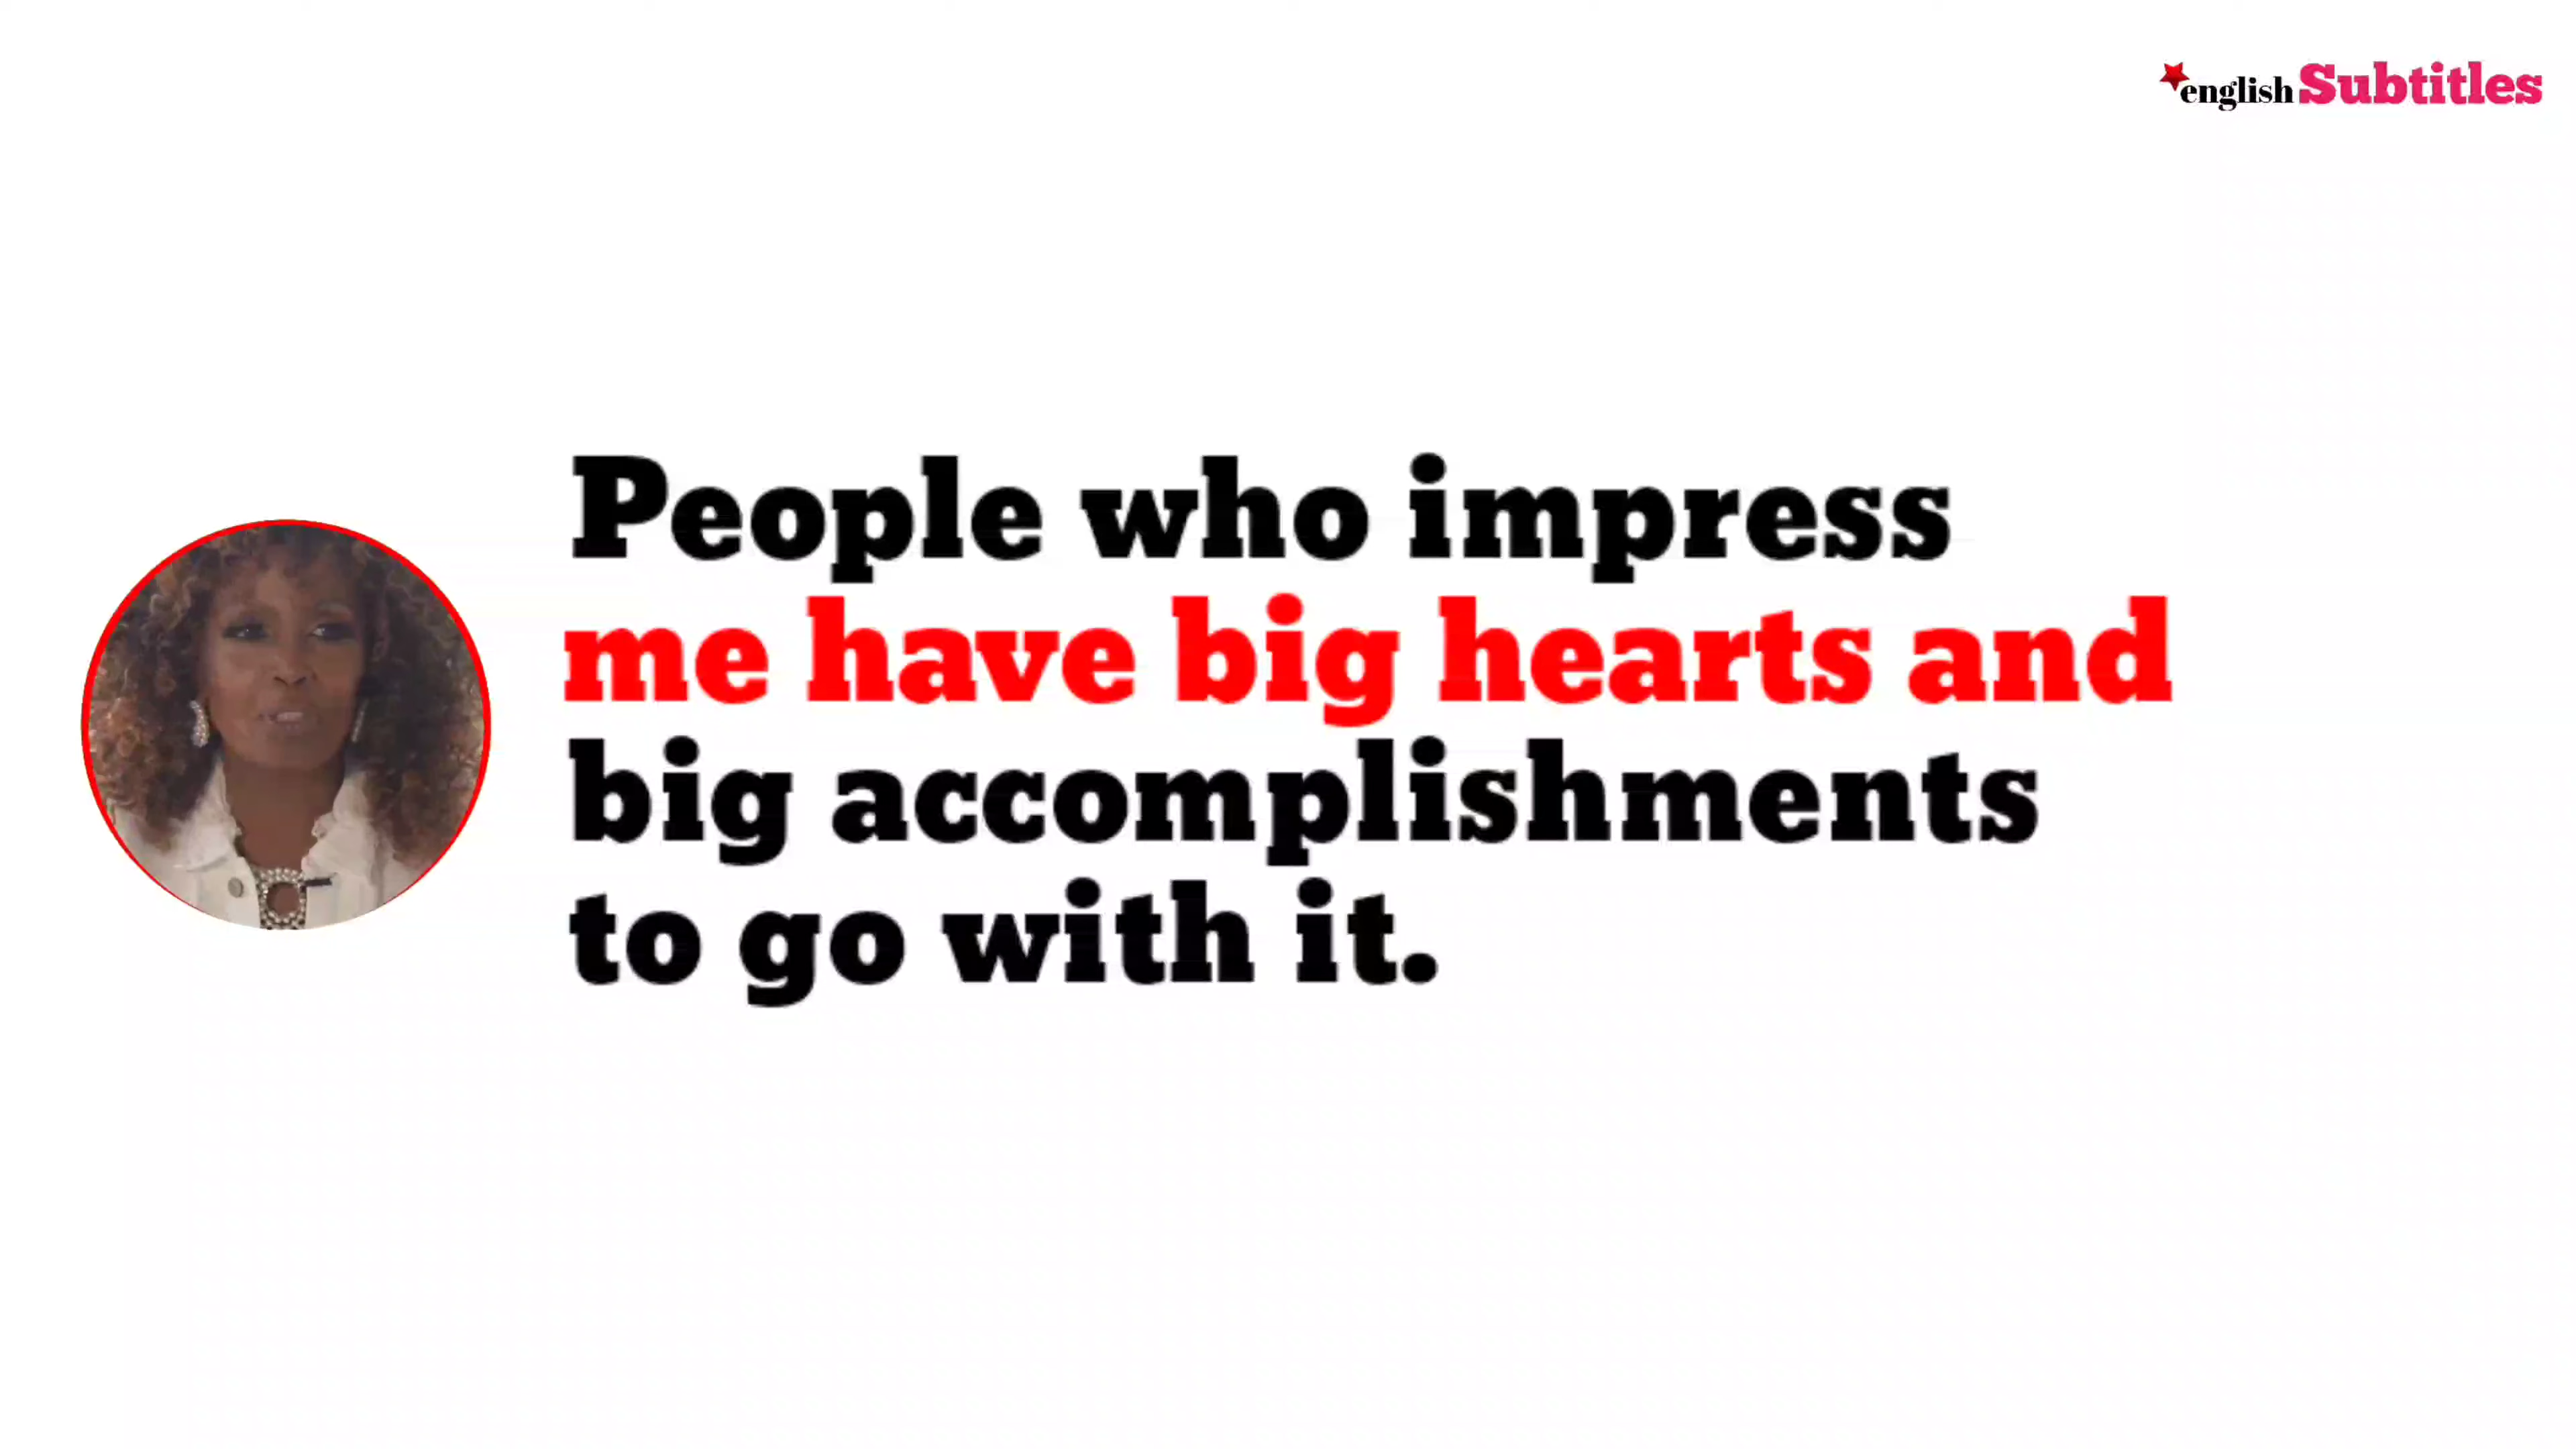 englishSubtitles
People who impress
me have big hearts and
big accomplishments
to go with it.